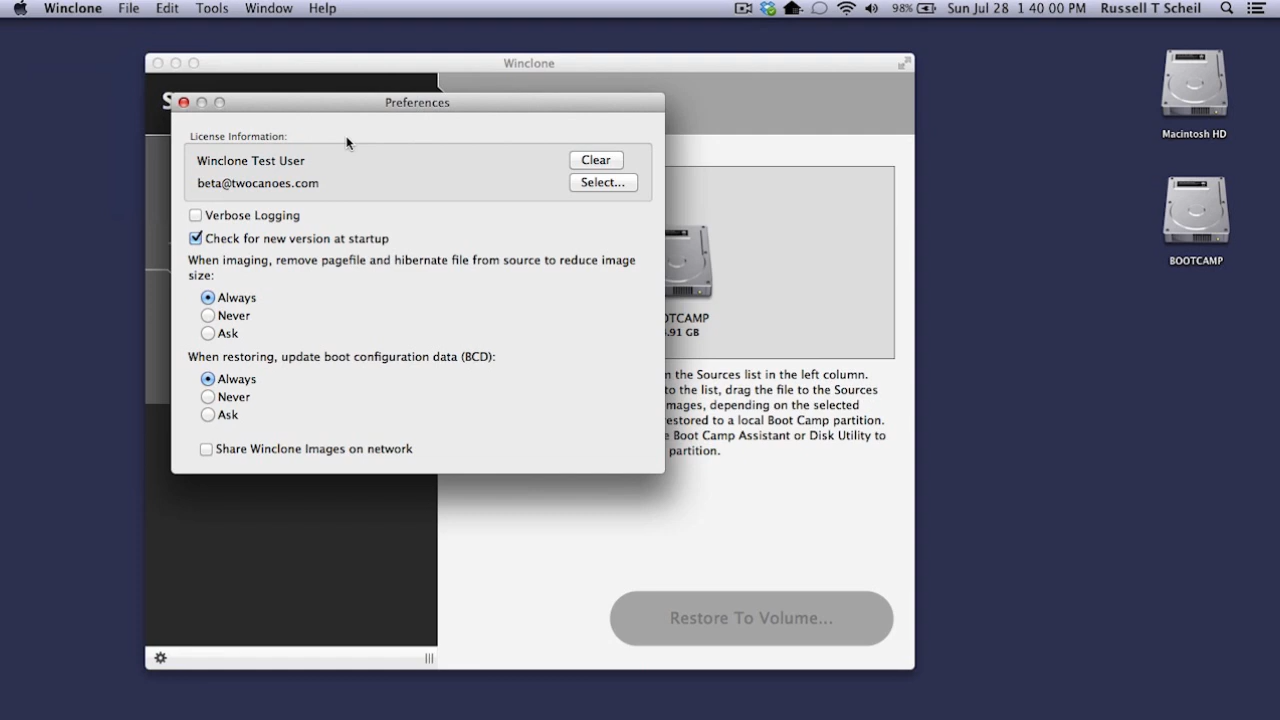 Winclone File Edit Tools Window Help 98% Sun Jul 28 1 40 00 PM Russell T Scheil
Winclone
Preferences
License Information:
Winclone Test User
Clear
beta@twocanoes.com
Select...
Verbose Logging
Check for new version at startup
When imaging, remove pagefile and hibernate file from source to reduce image
size:
Always
Never
Ask
When restoring, update boot configuration data (BCD):
Always
Never
Ask
Share Winclone Images on network
.91 GB
the Sources list in the left column.
to the list, drag the file to the Sources
depending on the selected
restored to a local Boot Camp partition.
Boot Camp Assistant or Disk Utility to
partition.
Restore To Volume...
Macintosh HD
BOOTCAMP